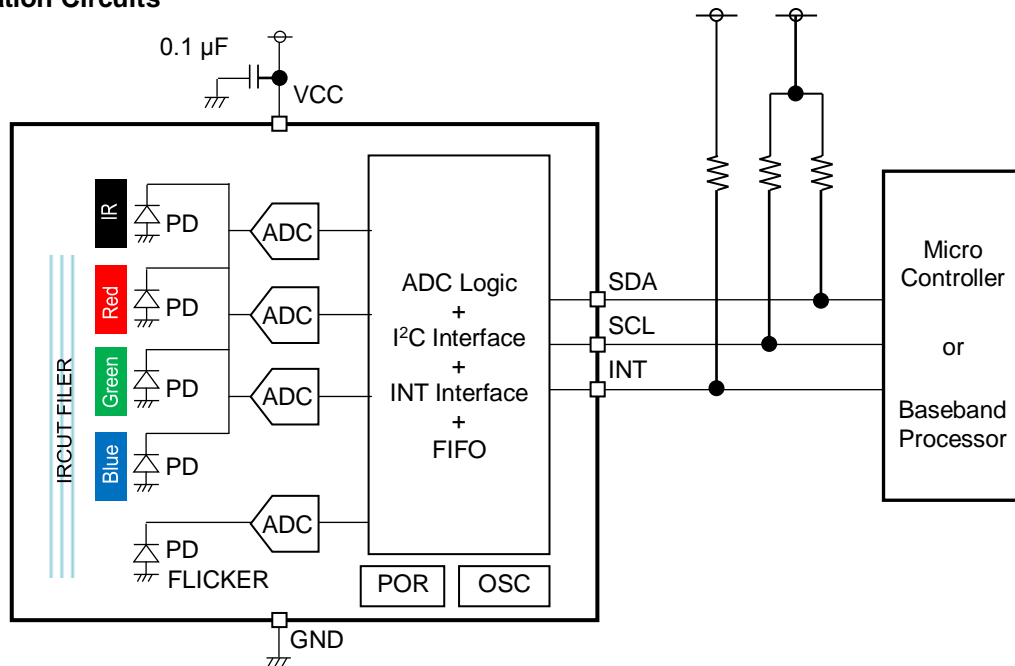 ation Circuits
0.1 µF
VCC
IR
PD
ADC
Red
PD
ADC
Green
PD
ADC
Blue
PD
IRCUT FILER
ADC
PD
FLICKER
ADC Logic
+
I²C Interface
+
INT Interface
+
FIFO
POR
OSC
GND
SDA
SCL
INT
Micro
Controller
or
Baseband
Processor